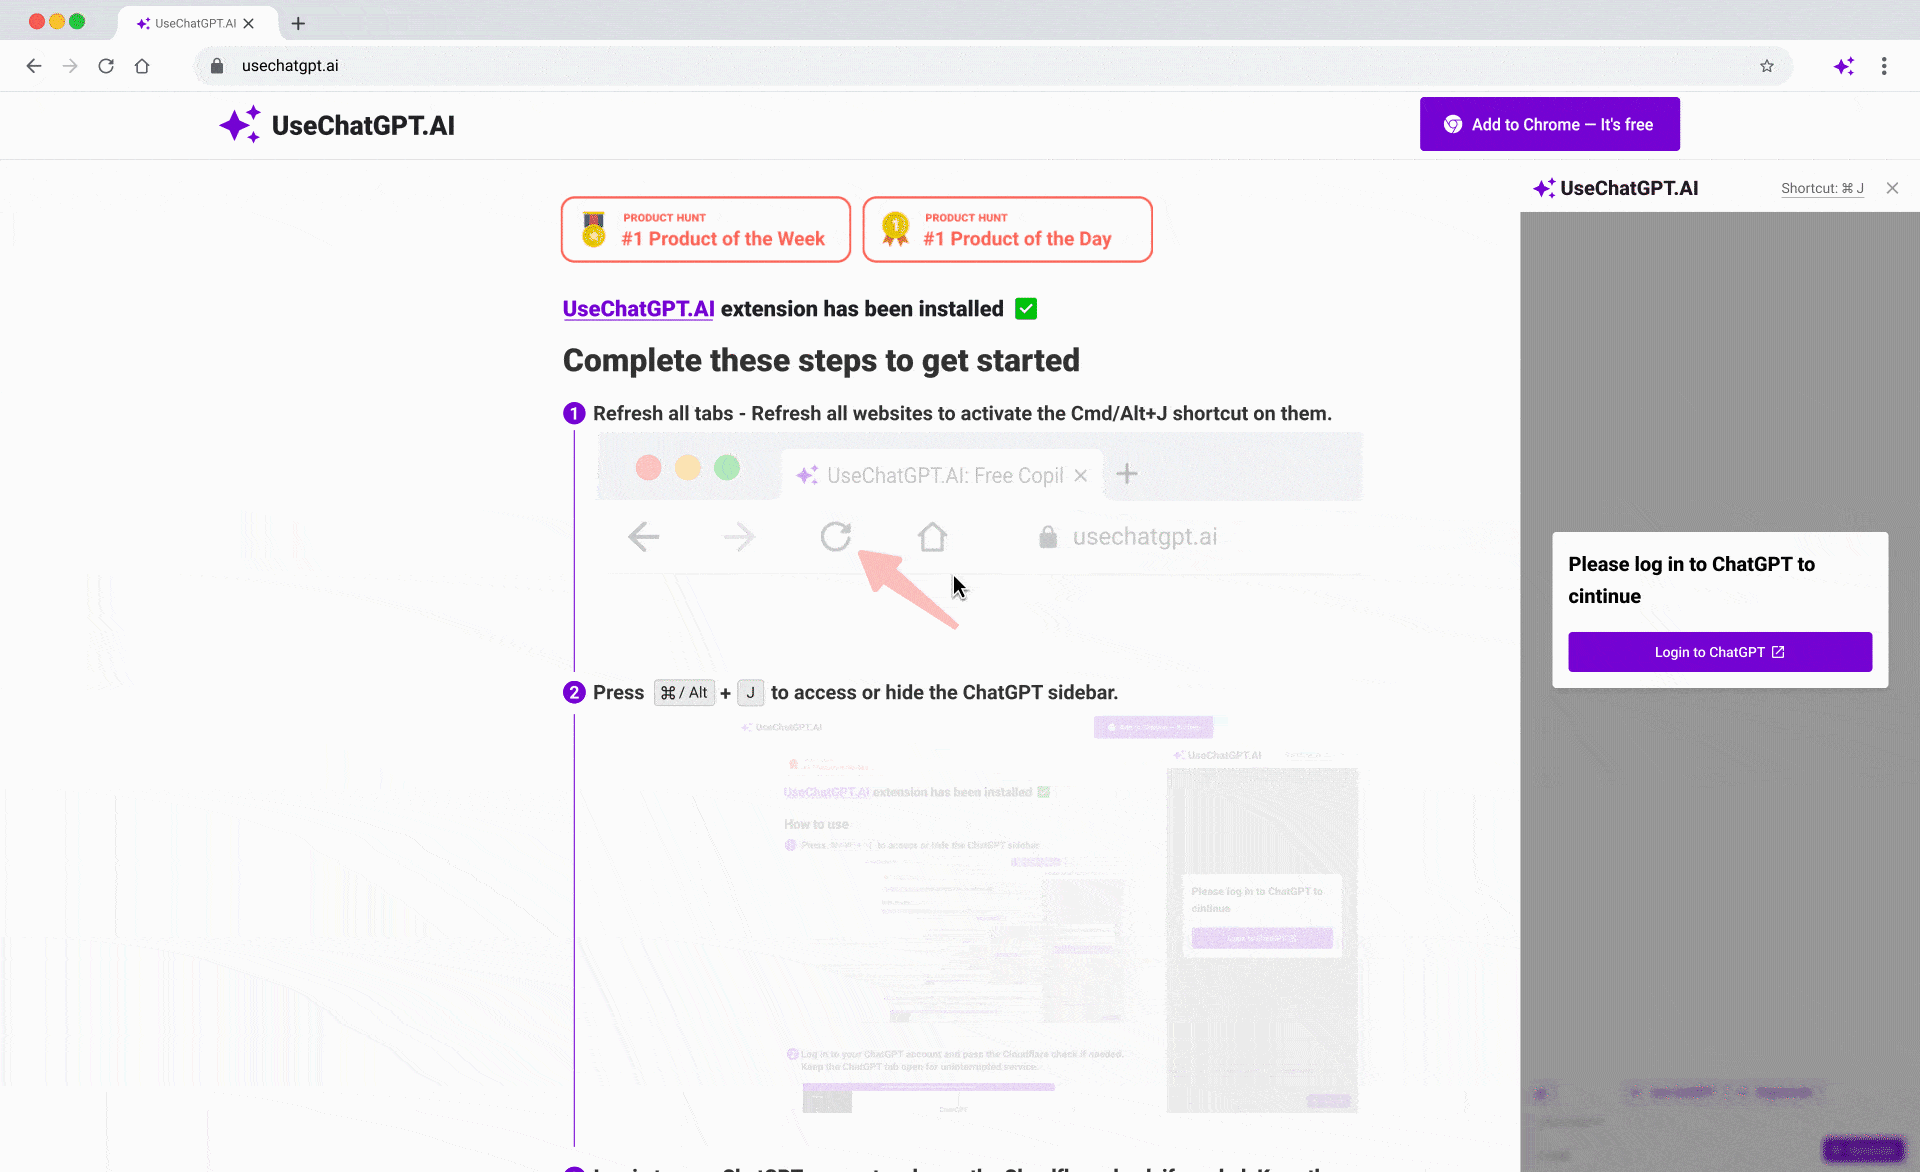 UseChatGPT.AI
usechatgpt.ai
UseChatGPT.AI
Add to Chrome — It's free
UseChatGPT.AI
Shortcut: ⌘ J
PRODUCT HUNT
#1 Product of the Week
PRODUCT HUNT
#1 Product of the Day
UseChatGPT.AI extension has been installed
Complete these steps to get started
1 Refresh all tabs - Refresh all websites to activate the Cmd/Alt+J shortcut on them.
UseChatGPT.AI: Free Copil
usechatgpt.ai
Please log in to ChatGPT to
cintinue
Login to ChatGPT
2 Press ⌘ / Alt + J to access or hide the ChatGPT sidebar.
UseChatGPT.AI
UseChatGPT.AI
UseChatGPT.AI extension has been installed
How to use
Press to access or hide the ChatGPT sidebar
Please log in to ChatGPT to
cintinue
2 Log in to your ChatGPT account and pass the Cloudflare check if needed.
Keep the ChatGPT tab open for uninterrupted service.